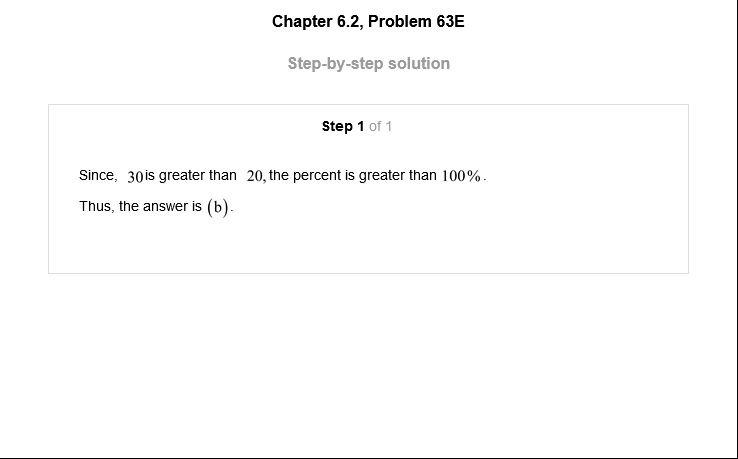 Chapter 6.2, Problem 63E
Step-by-step solution
Step 1 of 1
Since, 30 is greater than 20, the percent is greater than 100%.
Thus, the answer is (b).